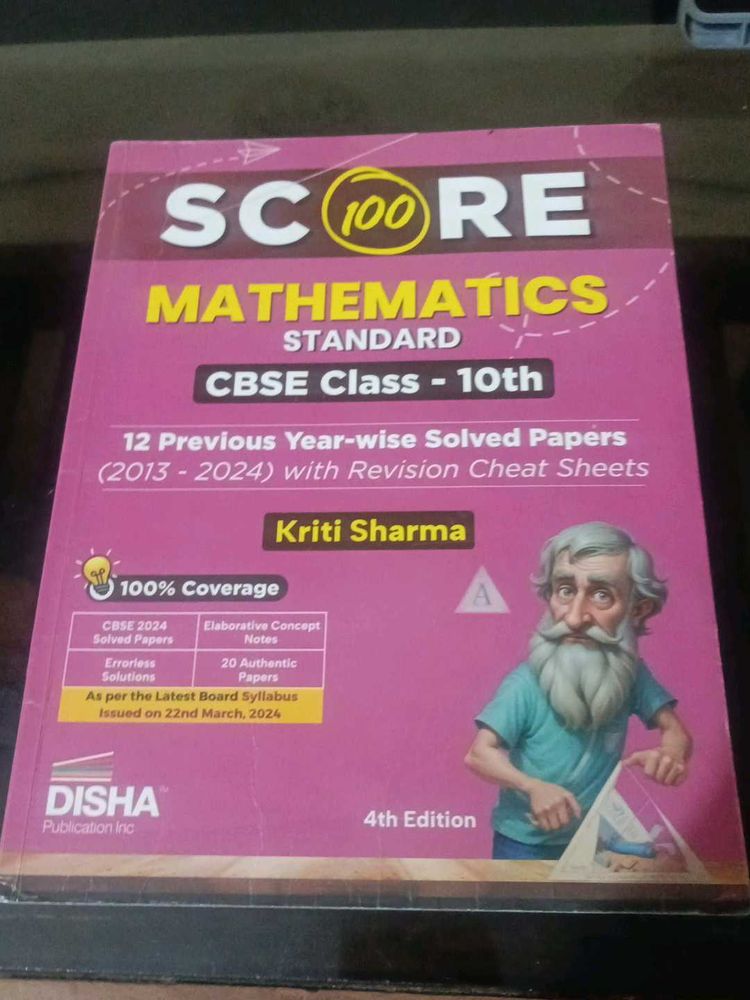 SC100RE
MATHEMATICS
STANDARD
CBSE Class - 10th
12 Previous Year-wise Solved Papers
(2013 - 2024) with Revision Cheat Sheets
Kriti Sharma
100% Coverage
CBSE 2024
Solved Papers
Elaborative Concept
Notes
Errorless
Solutions
20 Authentic
Papers
As per the Latest Board Syllabus
Issued on 22nd March, 2024
A
DISHA™
Publication Inc
4th Edition